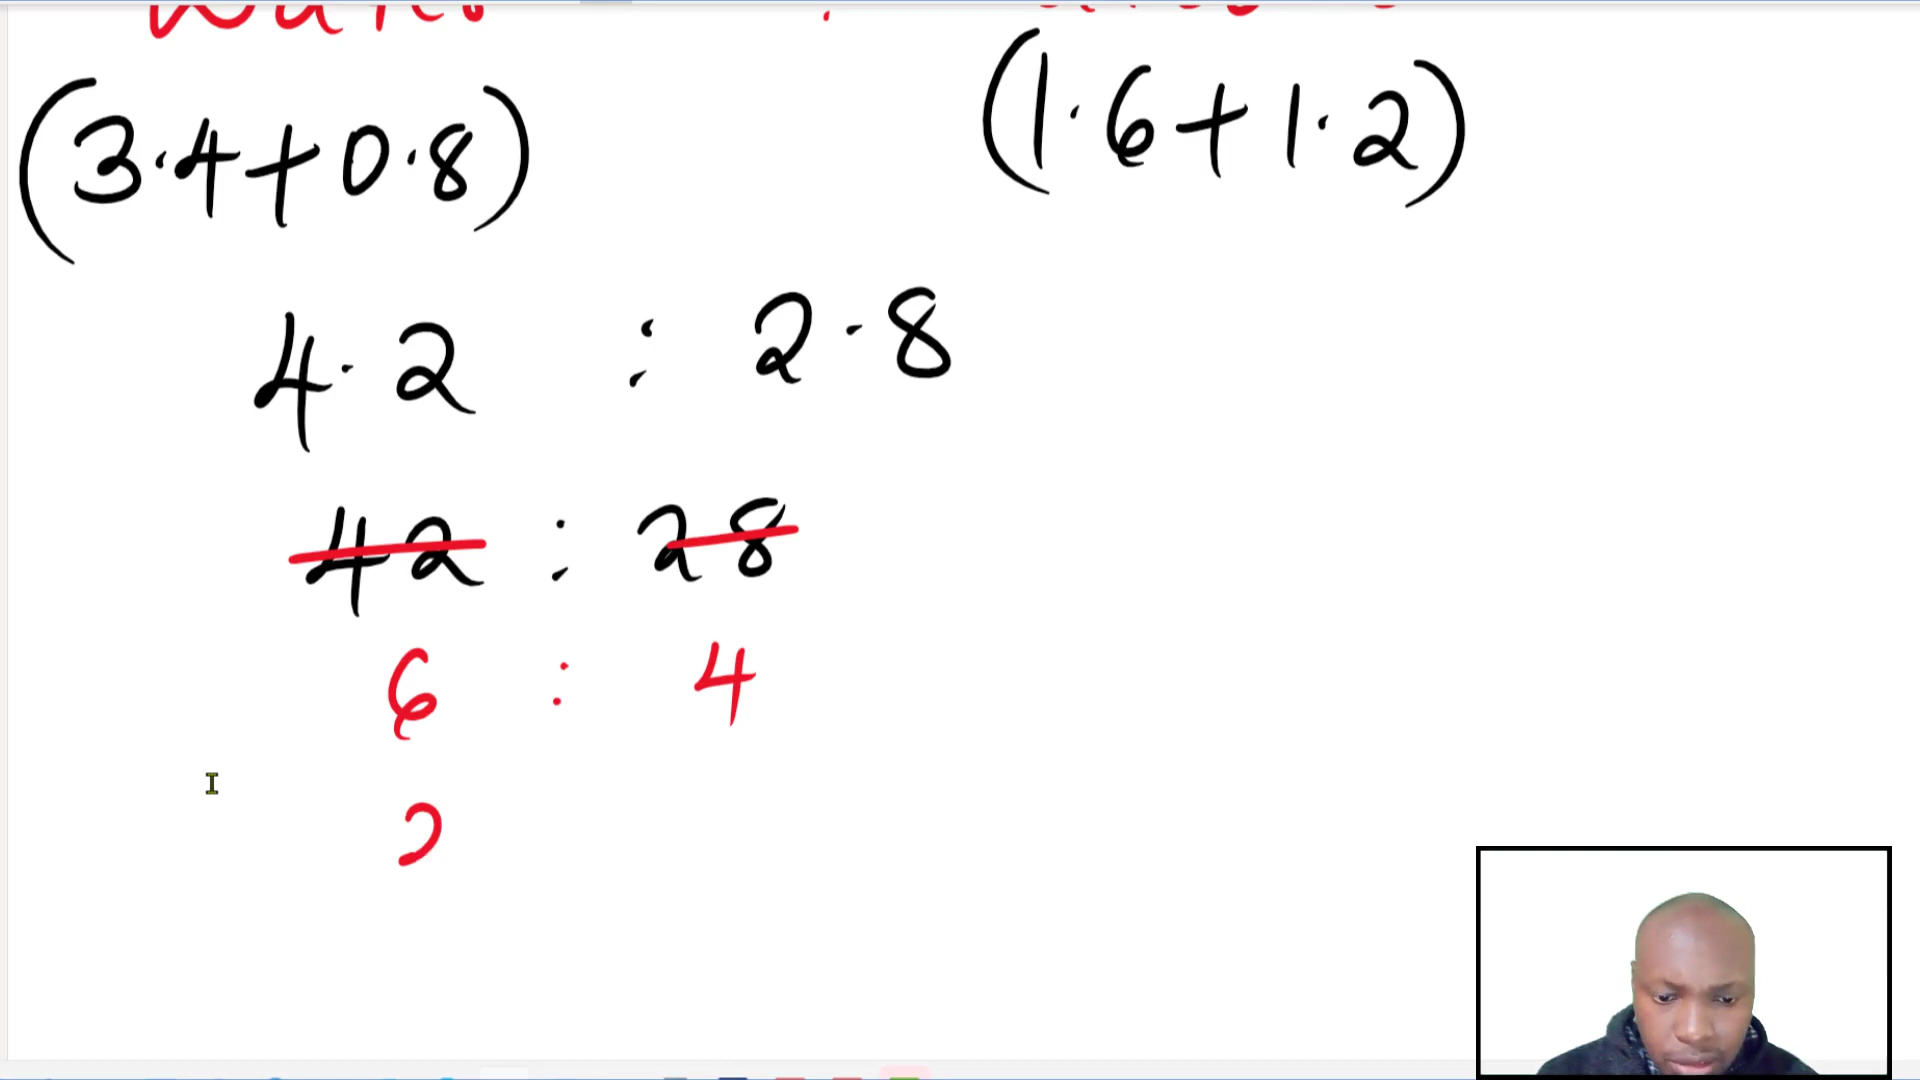 (3.4+0.8) (1.6+1.2)
4.2 : 2.8
42 : 28
6 : 4